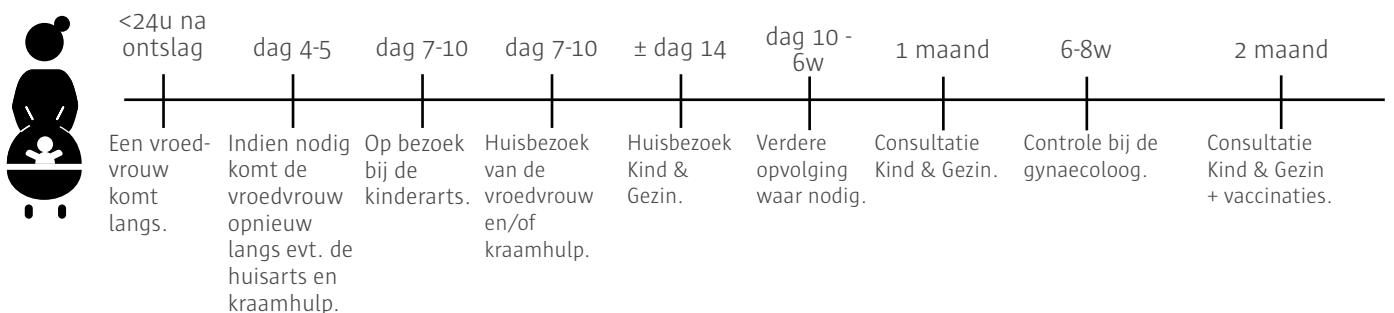 <24u na
ontslag
dag 4-5
dag 7-10
dag 7-10
± dag 14
dag 10 -
6w
1 maand
6-8w
2 maand
Een vroed-
vrouw
komt
langs.
Indien nodig
komt de
vroedvrouw
opnieuw
langs evt. de
huisarts en
kraamhulp.
Op bezoek
bij de
kinderarts.
Huisbezoek
van de
vroedvrouw
en/of
kraamhulp.
Huisbezoek
Kind &
Gezin.
Verdere
opvolging
waar nodig.
Consultatie
Kind & Gezin.
Controle bij de
gynaecoloog.
Consultatie
Kind & Gezin
+ vaccinaties.